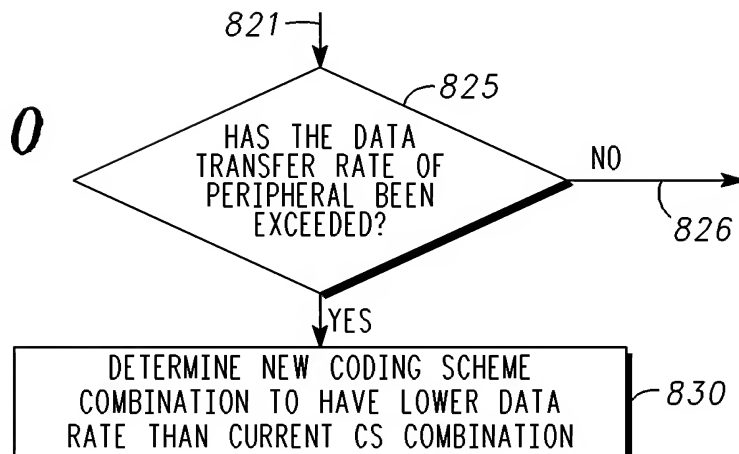 821
825
0
HAS THE DATA
TRANSFER RATE OF
PERIPHERAL BEEN
EXCEEDED?
NO
826
YES
DETERMINE NEW CODING SCHEME
COMBINATION TO HAVE LOWER DATA
RATE THAN CURRENT CS COMBINATION
830